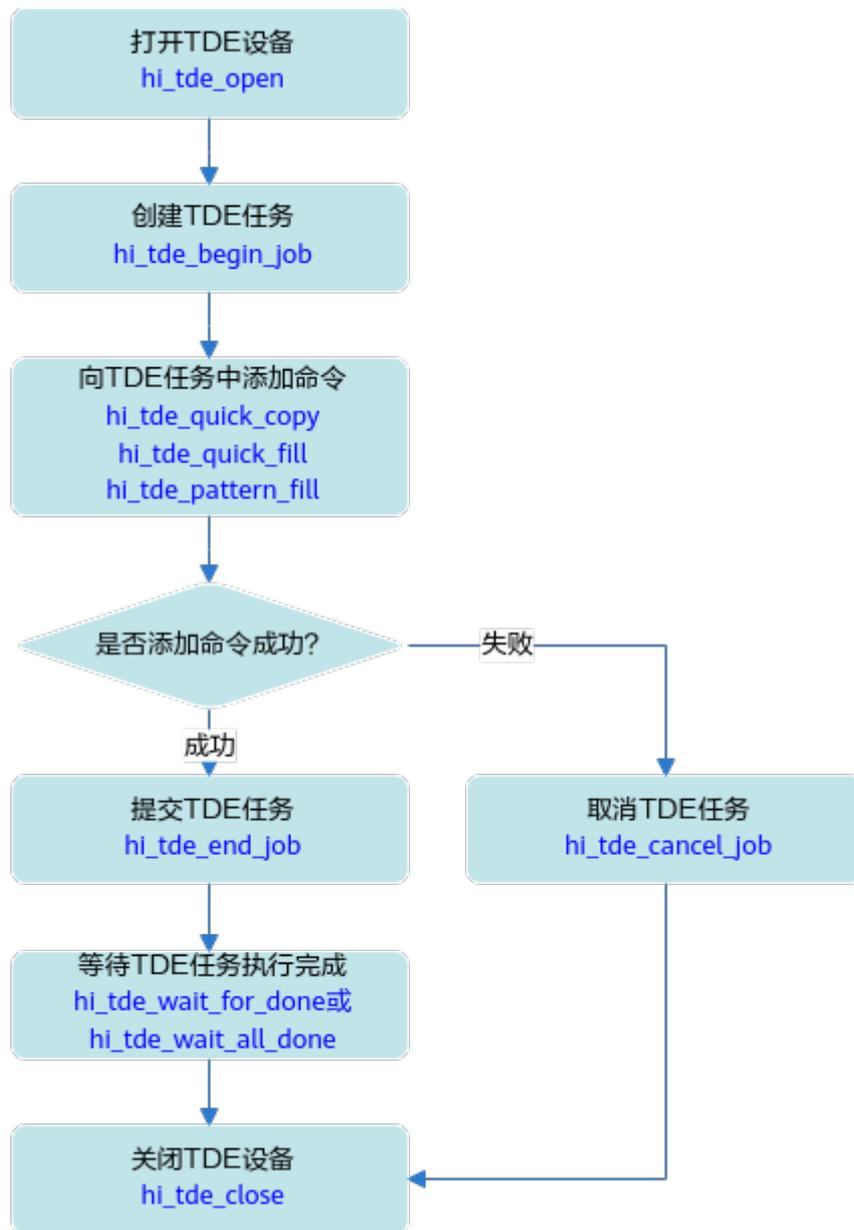 打开TDE设备
hi_tde_open
创建TDE任务
hi_tde_begin_job
向TDE任务中添加命令
hi_tde_quick_copy
hi_tde_quick_fill
hi_tde_pattern_fill
是否添加命令成功?
失败
成功
提交TDE任务
hi_tde_end_job
取消TDE任务
hi_tde_cancel_job
等待TDE任务执行完成
hi_tde_wait_for_done或
hi_tde_wait_all_done
关闭TDE设备
hi_tde_close